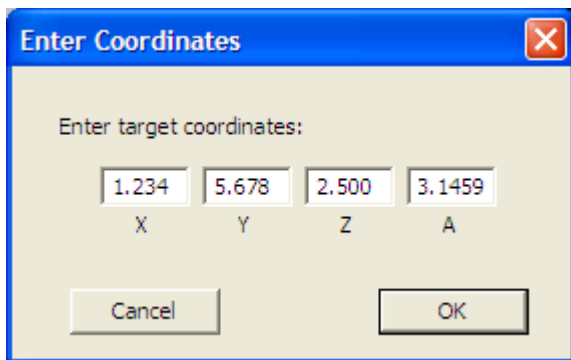 Enter Coordinates
Enter target coordinates:
1.234 5.678 2.500 3.1459
X Y Z A
Cancel OK